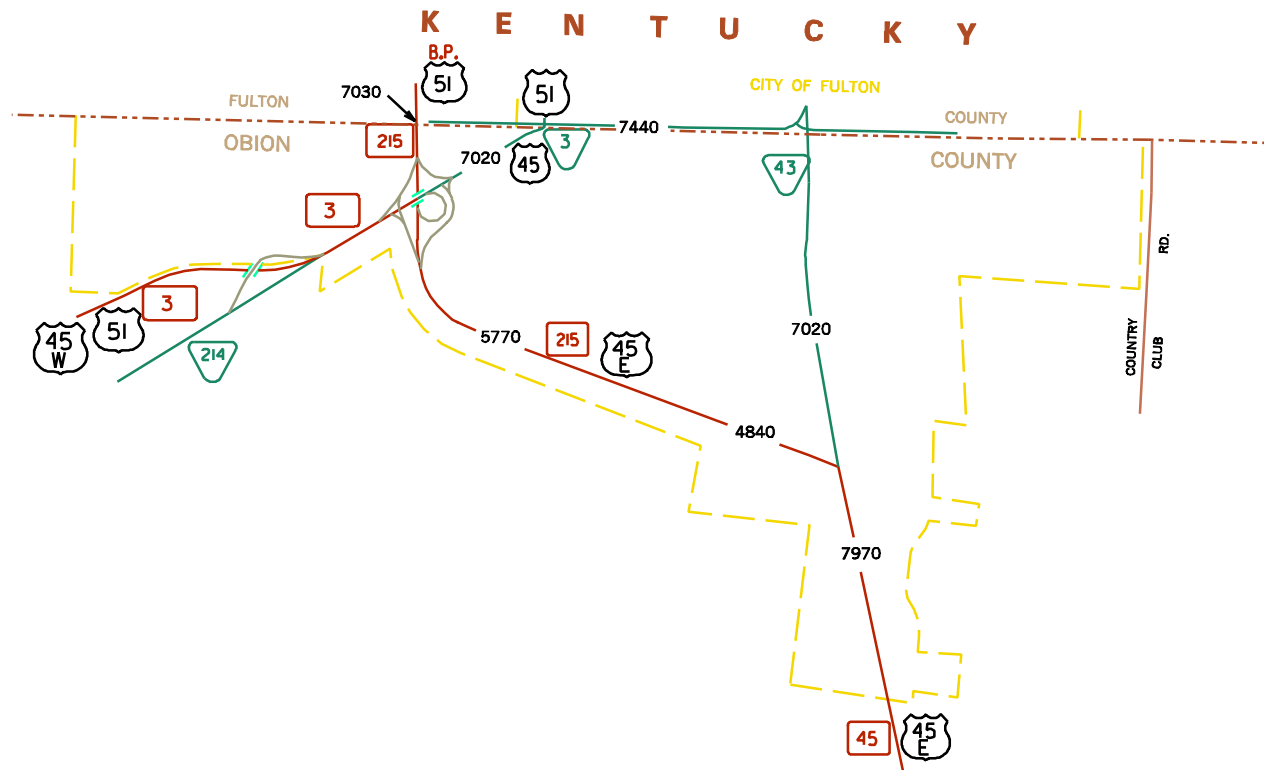 K E N T U C K Y
B.P.
51
7030
51
CITY OF FULTON
FULTON
COUNTY
7440
215
3
OBION
COUNTY
7020
45
43
3
RD.
3
51
45
W
214
7020
5770
215
45
E
COUNTRY
CLUB
4840
7970
45
45
E